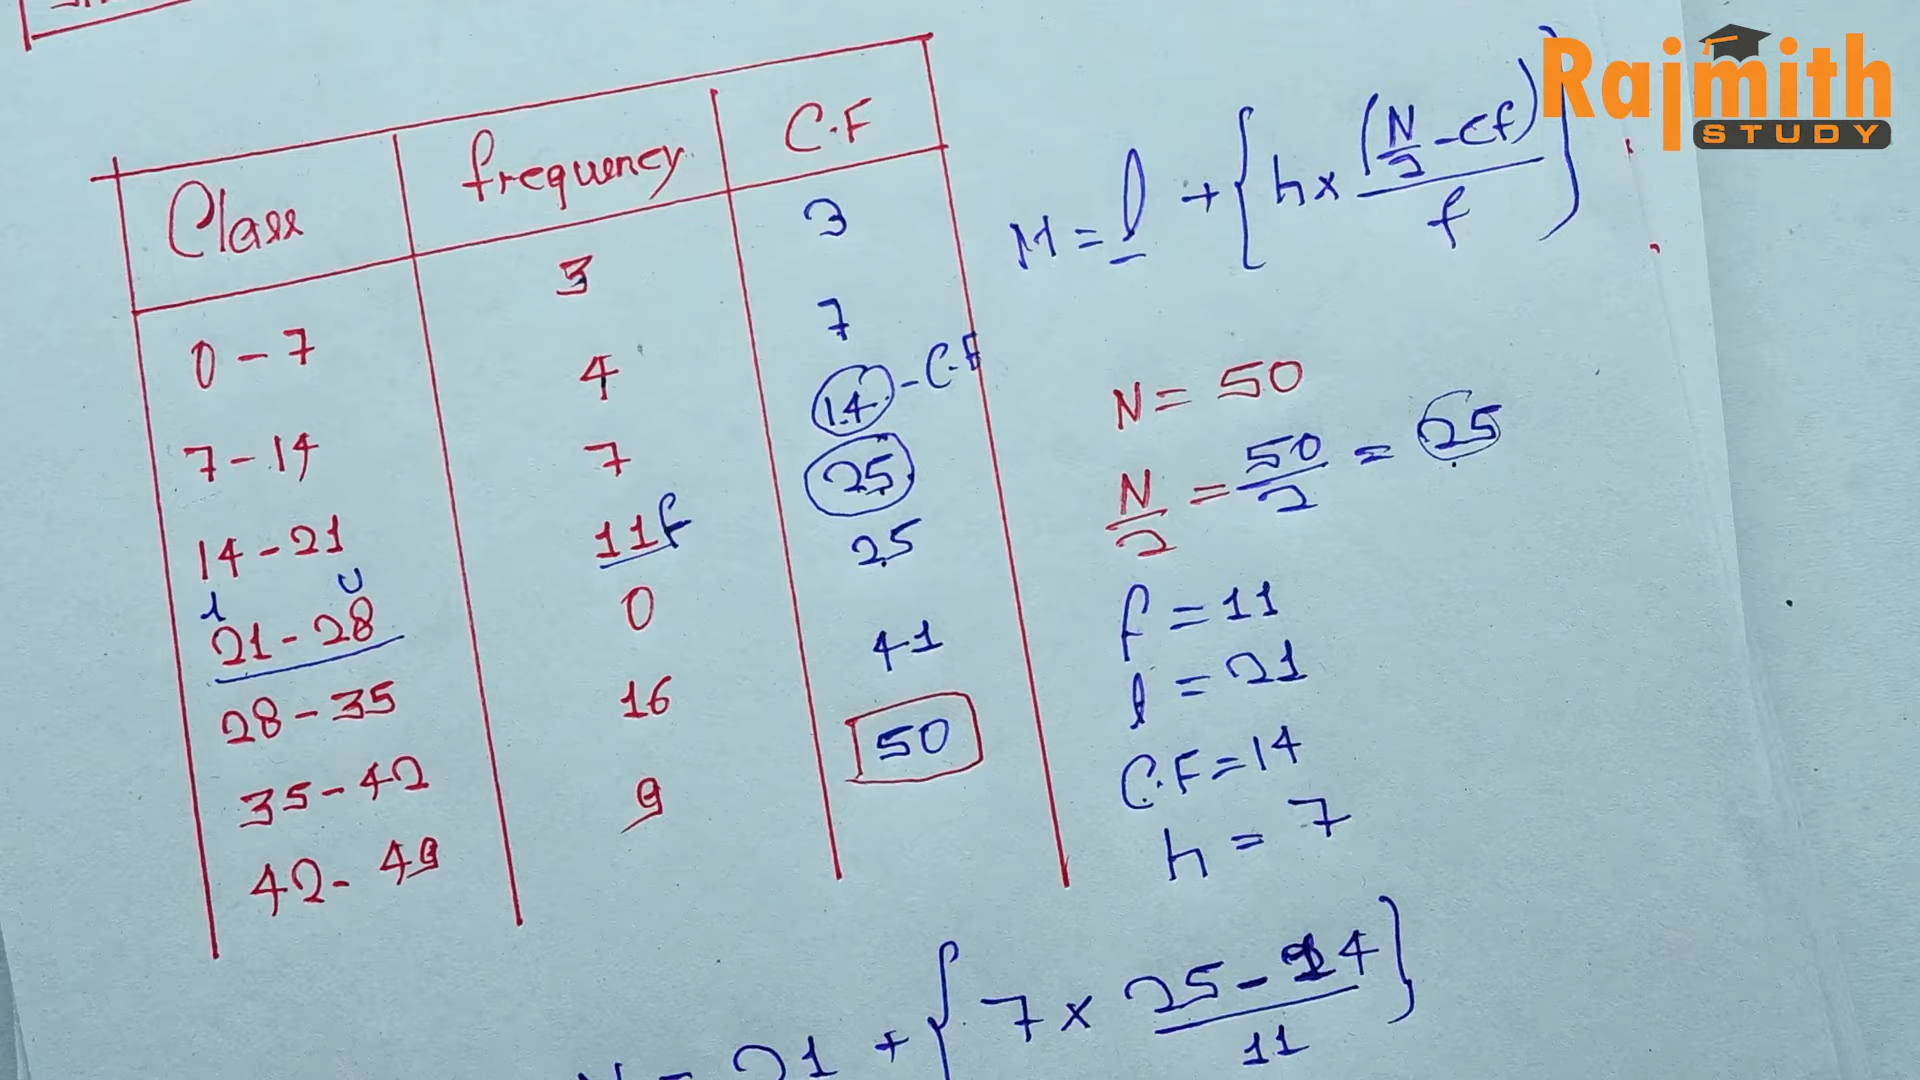 Rajmith
STUDY
Class frequency C.F
0 - 7 3 3
7 - 14 4 7
14 - 21 7 14 - C.F
l u
21 - 28 11 f 25
28 - 35 0 25
35 - 42 16 41
42 - 49 9 50
M = l + { h × (N/2 - cf) / f }
N = 50
N/2 = 50/2 = 25
f = 11
l = 21
C.F = 14
h = 7
= 21 + { 7 × 25 - 14 / 11 }